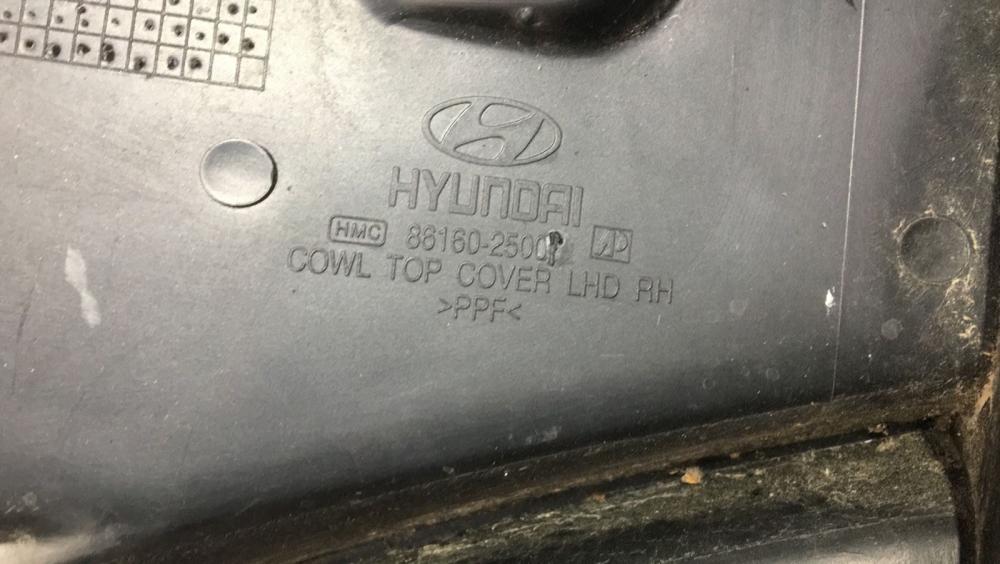 HYUNDAI
HMC 86160-2500
COWL TOP COVER LHD RH
>PPF<